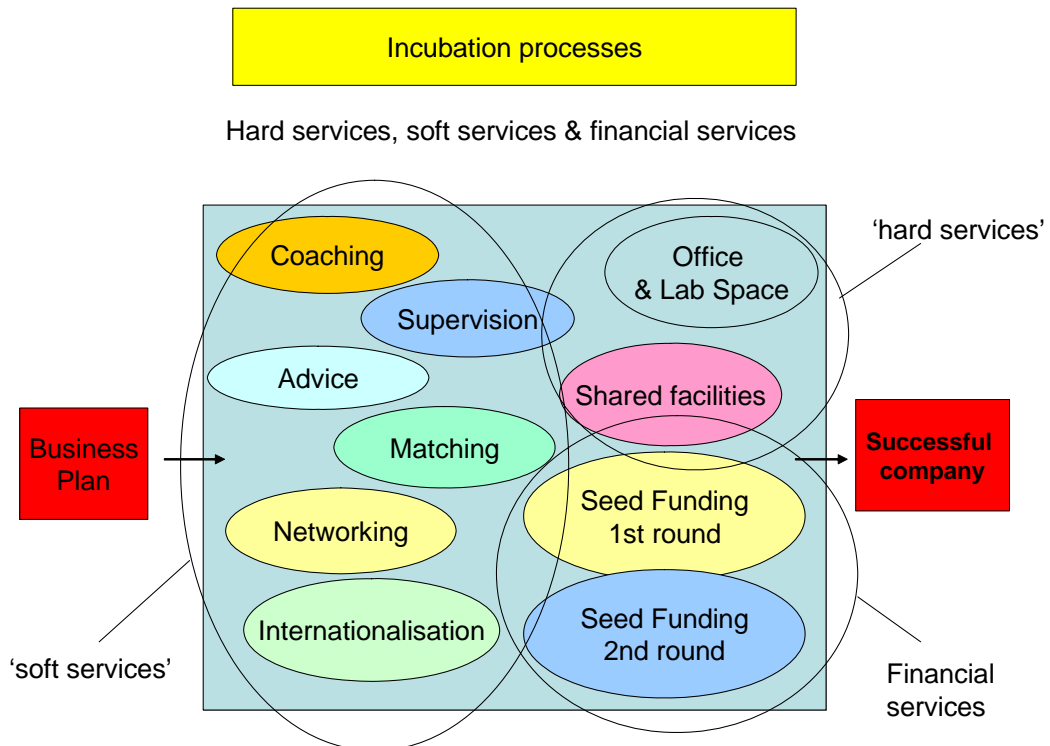 Incubation processes
Hard services, soft services & financial services
‘hard services’
Coaching
Office
& Lab Space
Supervision
Advice
Shared facilities
Business
Plan
Matching
Successful
company
Seed Funding
1st round
Networking
Internationalisation
Seed Funding
2nd round
‘soft services’
Financial
services